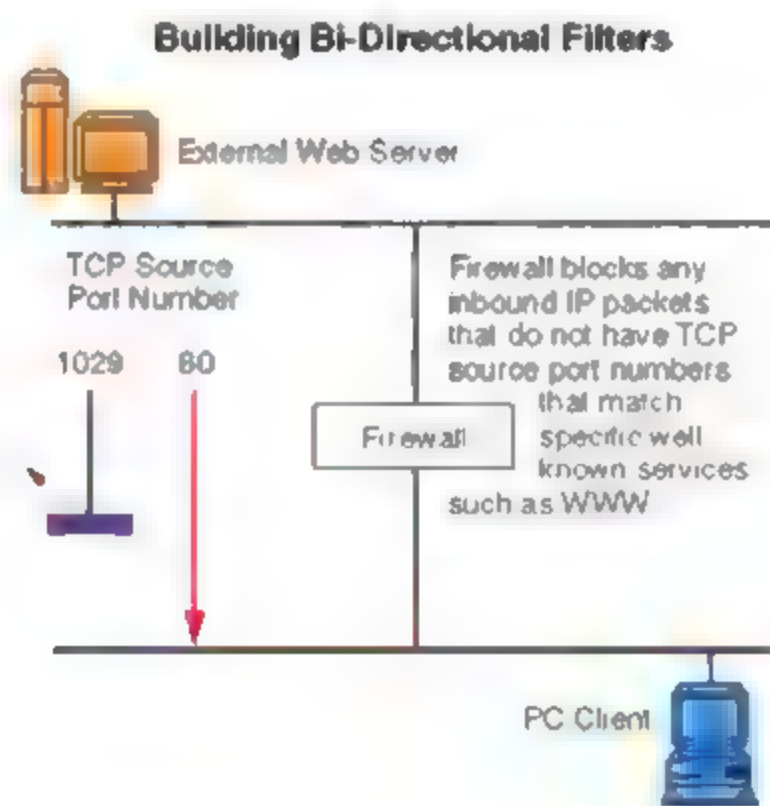 Building Bi-Directional Filters
External Web Server
TCP Source
Port Number
1029 80
Firewall blocks any
inbound IP packets
that do not have TCP
source port numbers
that match
specific well
known services
such as WWW
Firewall
PC Client